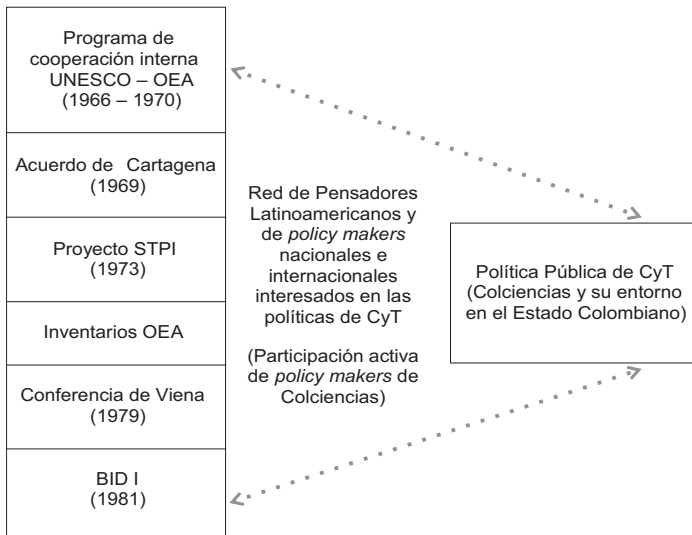 Programa de
cooperación interna
UNESCO – OEA
(1966 – 1970)
Acuerdo de Cartagena
(1969)
Proyecto STPI
(1973)
Inventarios OEA
Conferencia de Viena
(1979)
BID I
(1981)
Red de Pensadores
Latinoamericanos y
de policy makers
nacionales e
internacionales
interesados en las
políticas de CyT
(Participación activa
de policy makers de
Colciencias)
Política Pública de CyT
(Colciencias y su entorno
en el Estado Colombiano)